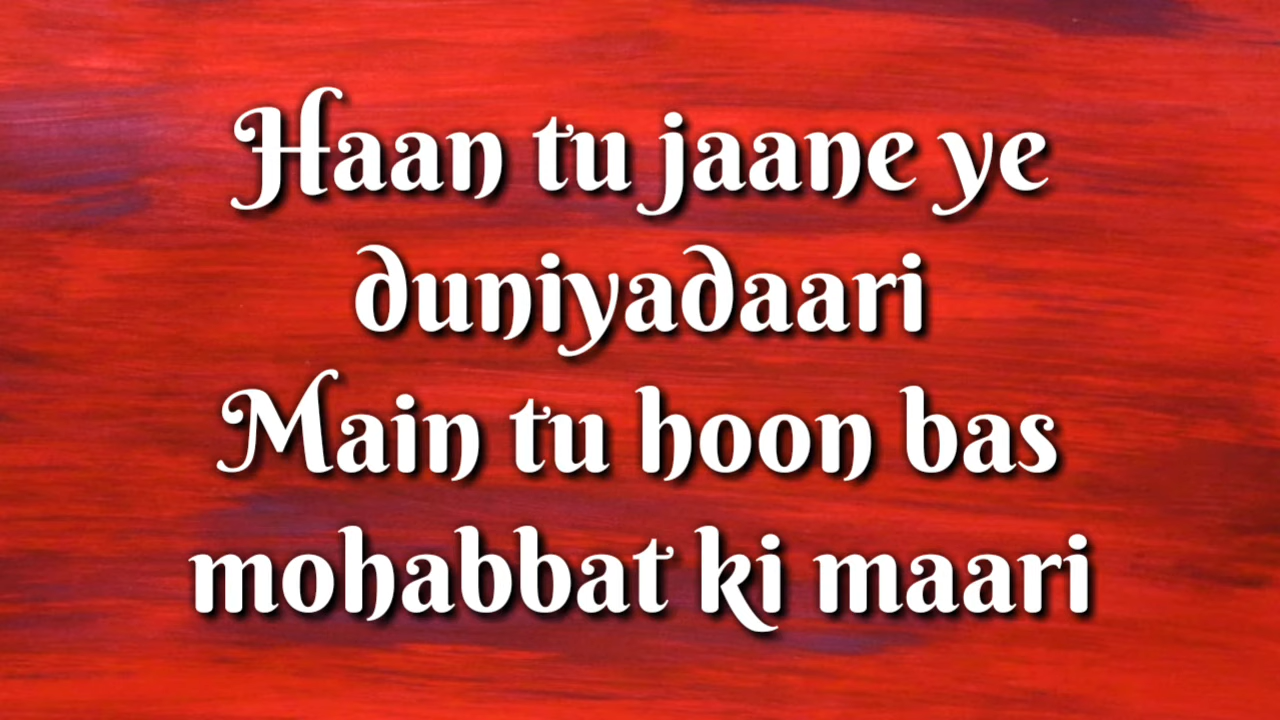 Haan tu jaane ye
duniyadaari
Main tu hoon bas
mohabbat ki maari